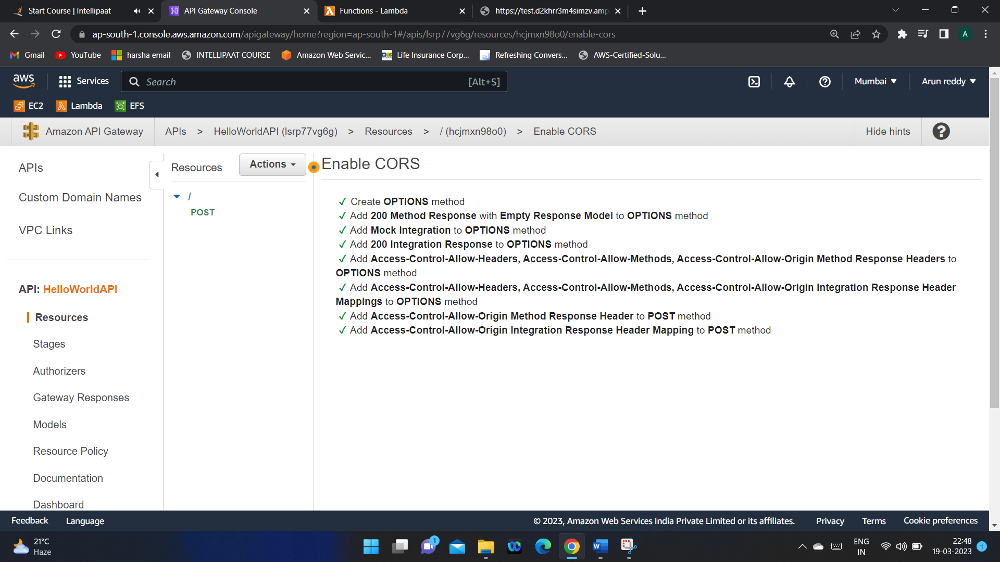 Start Course | Intellipaat
API Gateway Console
Functions - Lambda
https://test.d2khrr3m4simzv.amp
ap-south-1.console.aws.amazon.com/apigateway/home?region=ap-south-1#/apis/lsrp77vg6g/resources/hcjmxn98o0/enable-cors
A
Gmail
YouTube
harsha email
INTELLIPAAT COURSE
Amazon Web Servic...
Life Insurance Corp...
Refreshing Convers...
AWS-Certified-Solu...
aws
Services
Search
[Alt+S]
Mumbai
Arun reddy
EC2
Lambda
EFS
Amazon API Gateway
APIs > HelloWorldAPI (lsrp77vg6g) > Resources > / (hcjmxn98o0) > Enable CORS
Hide hints
APIs
Custom Domain Names
VPC Links
API: HelloWorldAPI
Resources
Stages
Authorizers
Gateway Responses
Models
Resource Policy
Documentation
Dashboard
Resources
Actions
/
POST
Enable CORS
✓ Create OPTIONS method
✓ Add 200 Method Response with Empty Response Model to OPTIONS method
✓ Add Mock Integration to OPTIONS method
✓ Add 200 Integration Response to OPTIONS method
✓ Add Access-Control-Allow-Headers, Access-Control-Allow-Methods, Access-Control-Allow-Origin Method Response Headers to
OPTIONS method
✓ Add Access-Control-Allow-Headers, Access-Control-Allow-Methods, Access-Control-Allow-Origin Integration Response Header
Mappings to OPTIONS method
✓ Add Access-Control-Allow-Origin Method Response Header to POST method
✓ Add Access-Control-Allow-Origin Integration Response Header Mapping to POST method
Feedback
Language
© 2023, Amazon Web Services India Private Limited or its affiliates.
Privacy
Terms
Cookie preferences
21°C
Haze
1
ENG
IN
22:48
19-03-2023
1